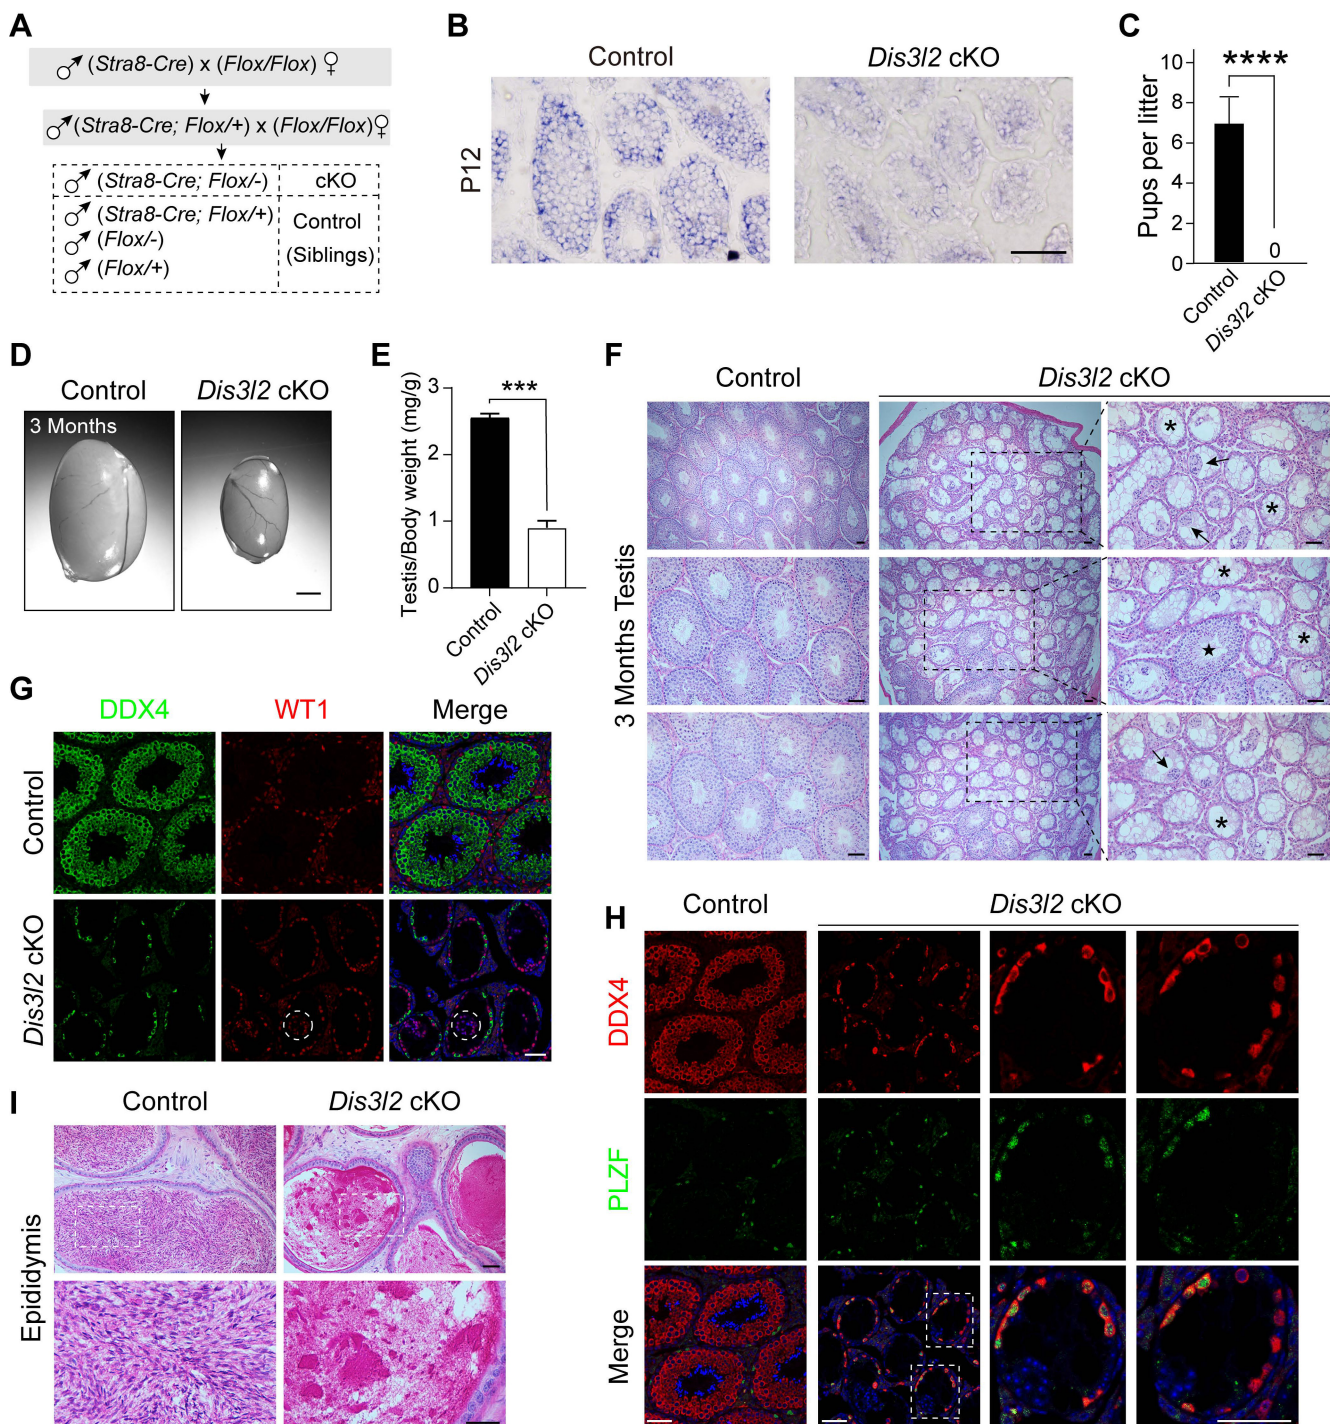 A
♂ (Stra8-Cre) x (Flox/Flox) ♀
♂ (Stra8-Cre; Flox/+) x (Flox/Flox) ♀
♂ (Stra8-Cre; Flox/-) cKO
♂ (Stra8-Cre; Flox/+)
♂ (Flox/-)
♂ (Flox/+)
Control
(Siblings)
B
Control Dis3l2 cKO
P12
C
Pups per litter
10
8
6
4
2
0
****
0
Control
Dis3l2 cKO
D
Control Dis3l2 cKO
3 Months
E
Testis/Body weight (mg/g)
3
2
1
0
***
Control
Dis3l2 cKO
F
Control Dis3l2 cKO
3 Months Testis
*
*
*
*
★
*
G
DDX4 WT1 Merge
Control
Dis3l2 cKO
H
Control Dis3l2 cKO
DDX4
PLZF
Merge
I
Control Dis3l2 cKO
Epididymis